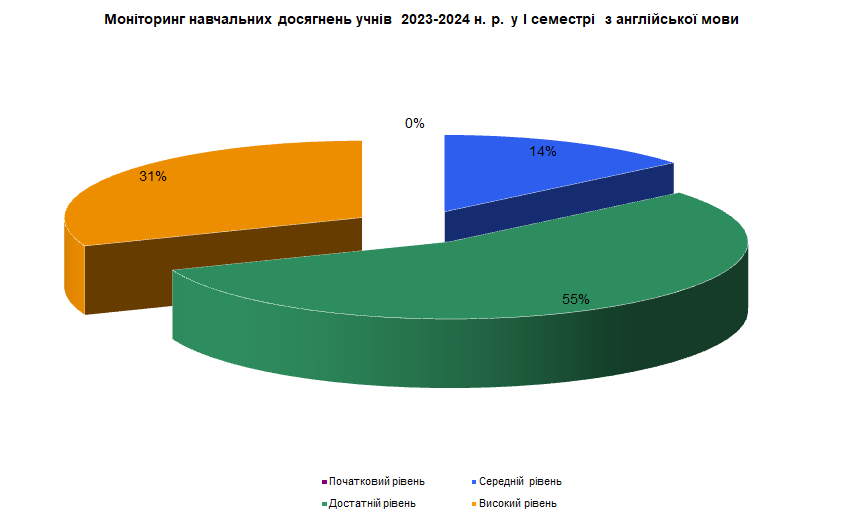 Моніторинг навчальних досягнень учнів 2023-2024 н. р. у І семестрі з англійської мови
0%
14%
31%
55%
Початковий рівень
Середній рівень
Достатній рівень
Високий рівень